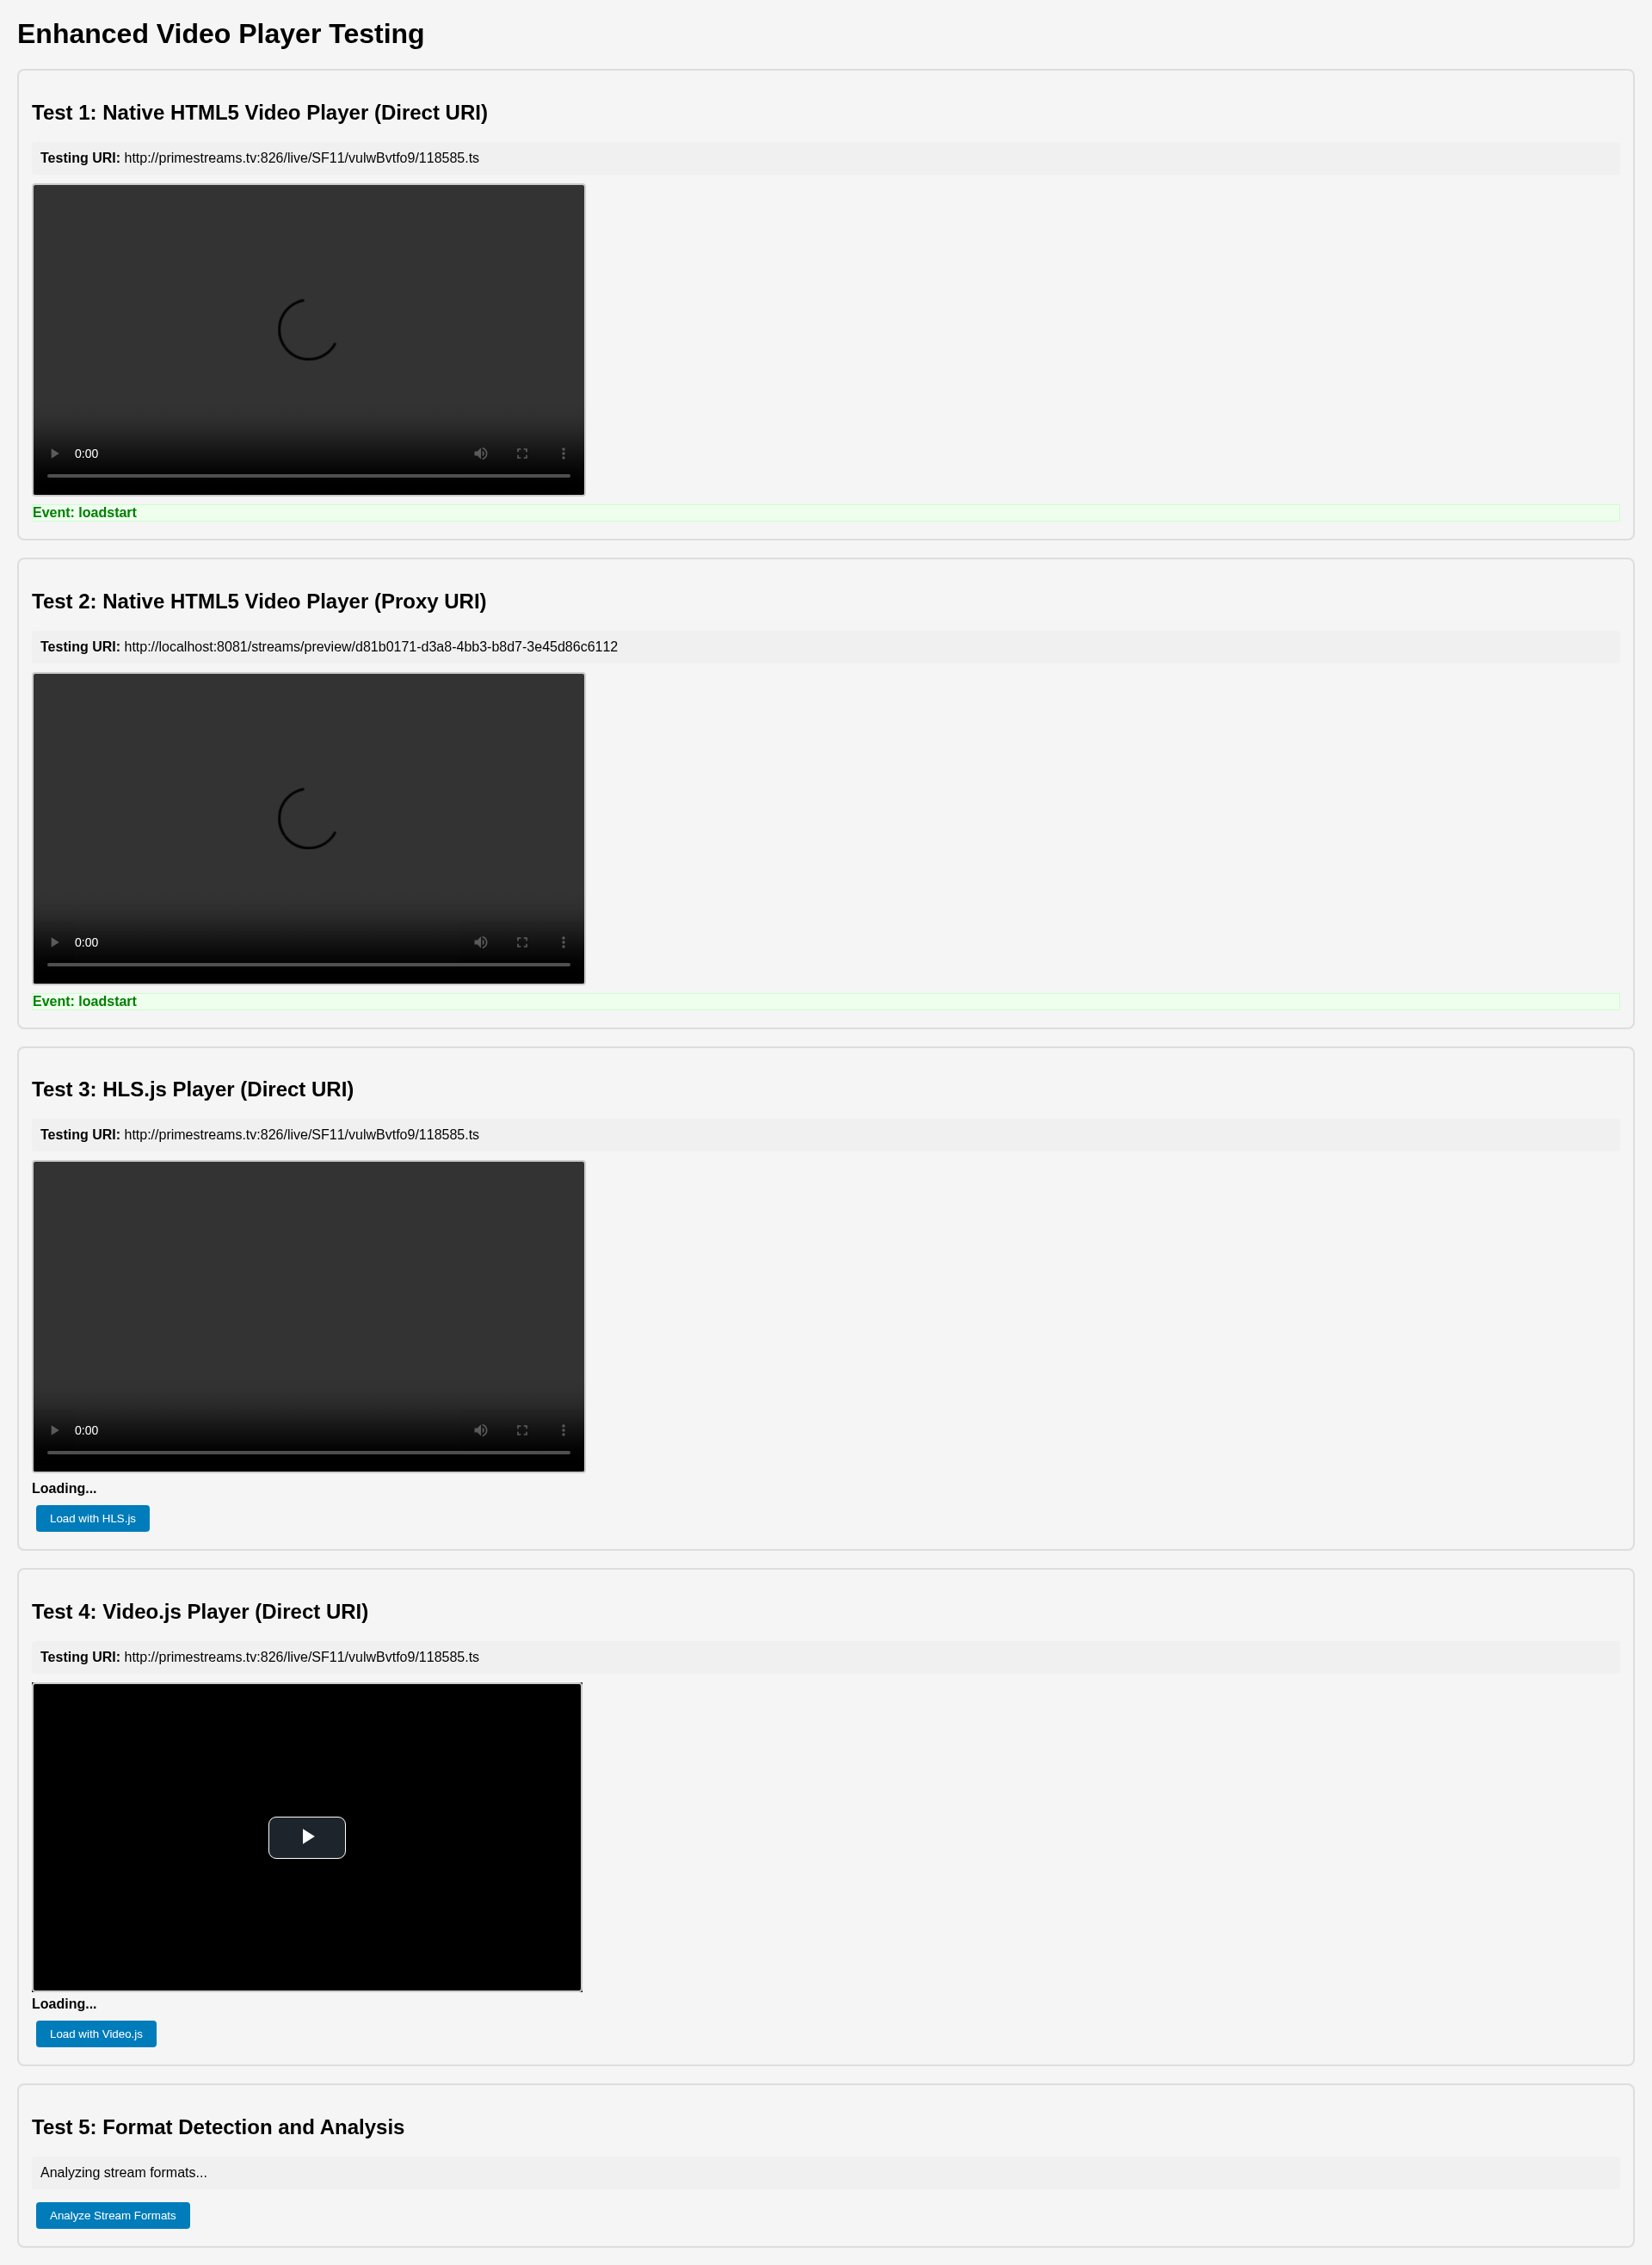 Enhanced Video Player Testing
Test 1: Native HTML5 Video Player (Direct URI)
Testing URI: http://primestreams.tv:826/live/SF11/vulwBvtfo9/118585.ts
0:00
Event: loadstart
Test 2: Native HTML5 Video Player (Proxy URI)
Testing URI: http://localhost:8081/streams/preview/d81b0171-d3a8-4bb3-b8d7-3e45d86c6112
0:00
Event: loadstart
Test 3: HLS.js Player (Direct URI)
Testing URI: http://primestreams.tv:826/live/SF11/vulwBvtfo9/118585.ts
0:00
Loading...
Load with HLS.js
Test 4: Video.js Player (Direct URI)
Testing URI: http://primestreams.tv:826/live/SF11/vulwBvtfo9/118585.ts
Loading...
Load with Video.js
Test 5: Format Detection and Analysis
Analyzing stream formats...
Analyze Stream Formats